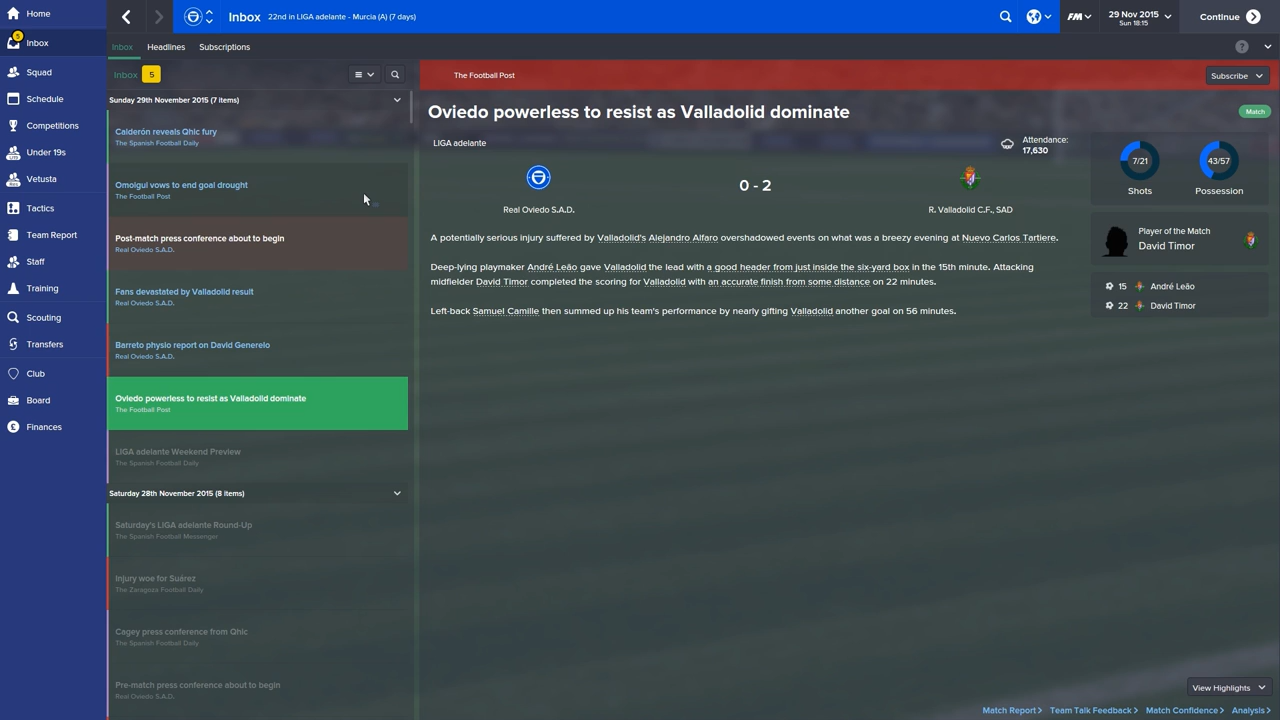 Home
5
Inbox
Squad
Schedule
Competitions
Under 19s
Vetusta
Tactics
Team Report
Staff
Training
Scouting
Transfers
Club
Board
Finances
Inbox 22nd in LIGA adelante - Murcia (A) (7 days)
FM
29 Nov 2015
Sun 18:15
Continue
Inbox Headlines Subscriptions
?
Inbox 5
Sunday 29th November 2015 (7 items)
Calderón reveals Qhlc fury
The Spanish Football Daily
Omolgui vows to end goal drought
The Football Post
Post-match press conference about to begin
Real Oviedo S.A.D.
Fans devastated by Valladolid result
Real Oviedo S.A.D.
Barreto physio report on David Generelo
Real Oviedo S.A.D.
Oviedo powerless to resist as Valladolid dominate
The Football Post
LIGA adelante Weekend Preview
The Spanish Football Daily
Saturday 28th November 2015 (8 items)
Saturday's LIGA adelante Round-Up
The Spanish Football Messenger
Injury woe for Suárez
The Zaragoza Football Daily
Cagey press conference from Qhlc
The Spanish Football Daily
Pre-match press conference about to begin
Real Oviedo S.A.D.
The Football Post
Subscribe
Oviedo powerless to resist as Valladolid dominate
Match
LIGA adelante
Attendance:
17,630
0 - 2
Real Oviedo S.A.D.
R. Valladolid C.F., SAD
A potentially serious injury suffered by Valladolid's Alejandro Alfaro overshadowed events on what was a breezy evening at Nuevo Carlos Tartiere.
Deep-lying playmaker André Leão gave Valladolid the lead with a good header from just inside the six-yard box in the 15th minute. Attacking
midfielder David Timor completed the scoring for Valladolid with an accurate finish from some distance on 22 minutes.
Left-back Samuel Camille then summed up his team's performance by nearly gifting Valladolid another goal on 56 minutes.
7/21
Shots
43/57
Possession
Player of the Match
David Timor
15 André Leão
22 David Timor
View Highlights
Match Report Team Talk Feedback Match Confidence Analysis